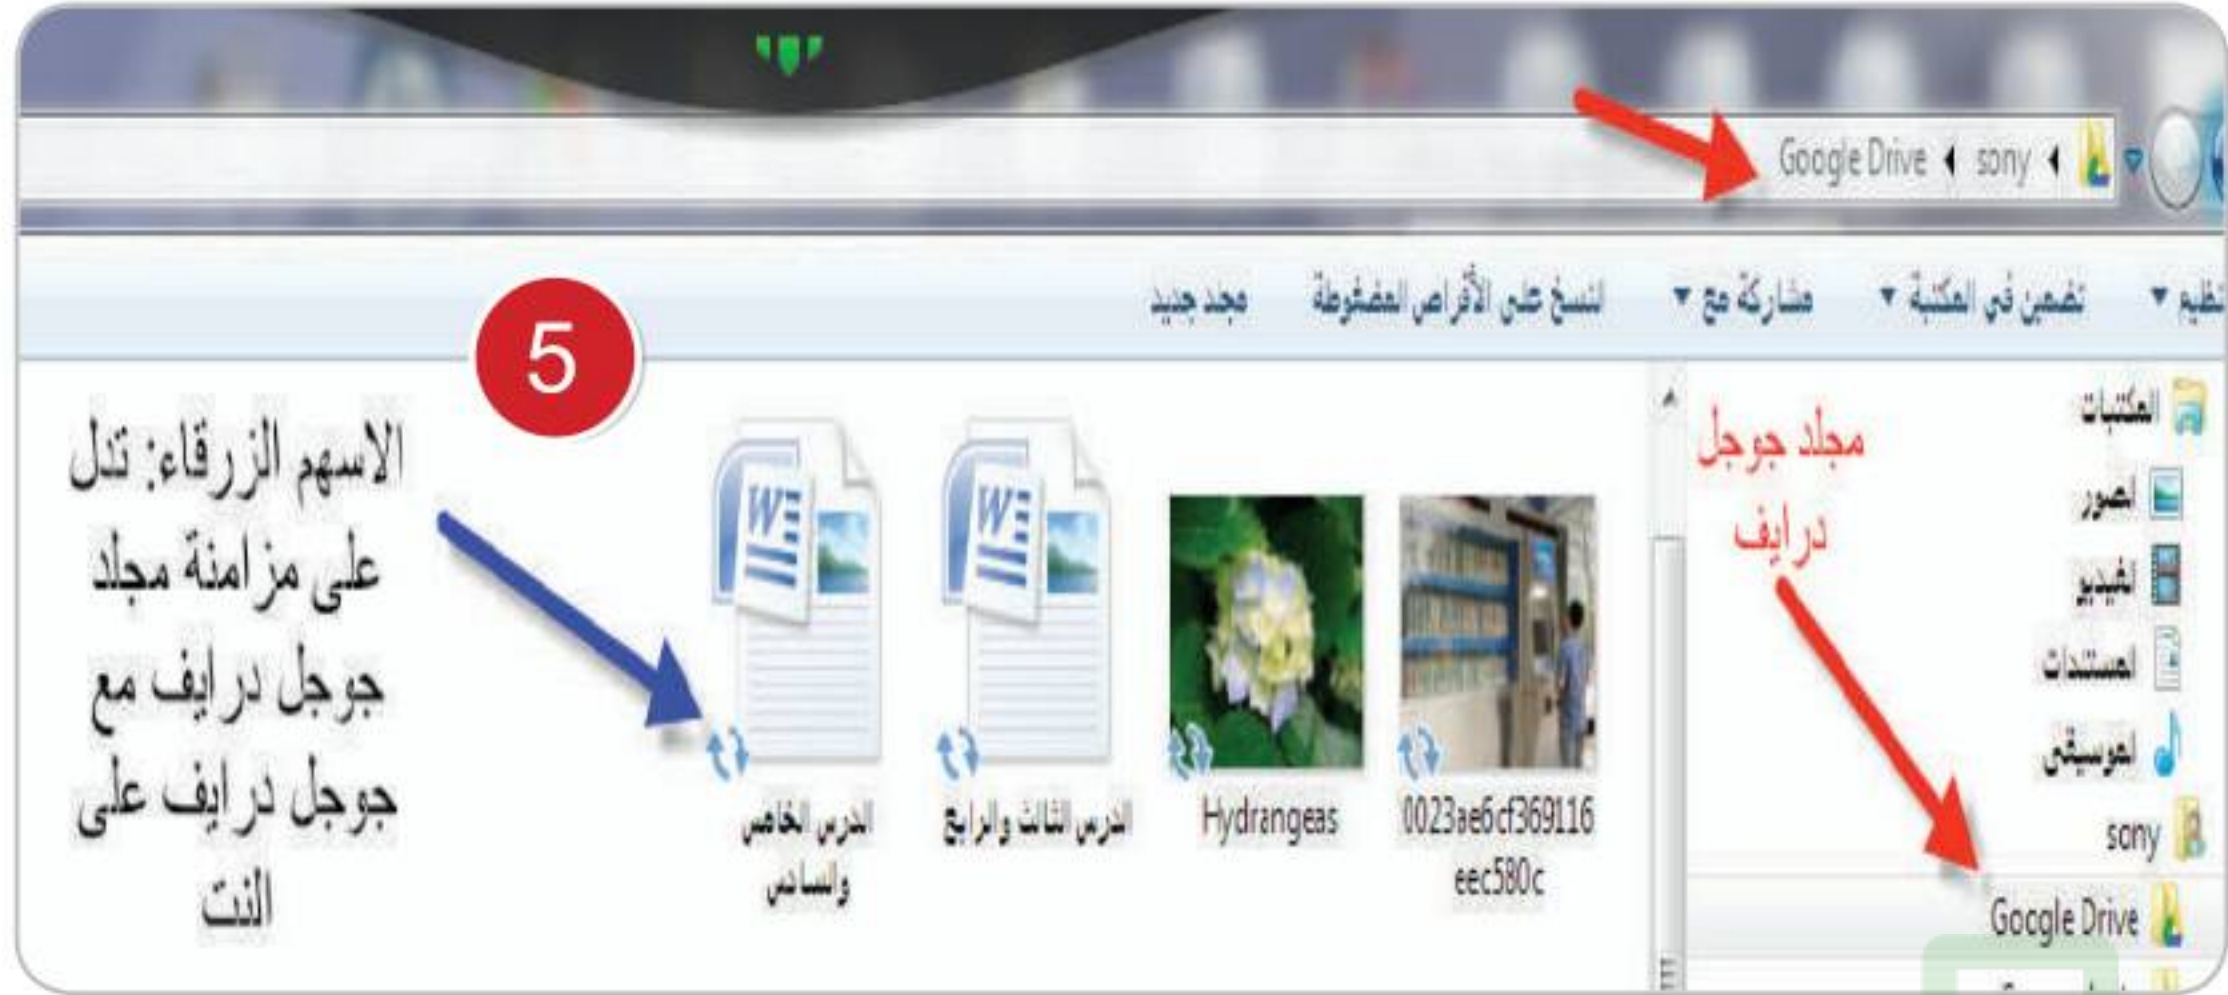 Google Drive ◂ sony ◂
تضمين في المكتبة ▼ مشاركة مع ▼ لنسخ على الأقراص المضغوطة مجلد جديد
5
الاسهم الزرقاء: تدل
على مزامنة مجلد
جوجل درايف مع
جوجل درايف على
النت
0023ae6cf369116
eec580c
Hydrangeas
الدرس الثالث والرابع
الدرس الخامس
والسادس
مجلد جوجل
درايف
المكتبات
الصور
الفيديو
المستندات
الموسيقى
sony
Google Drive